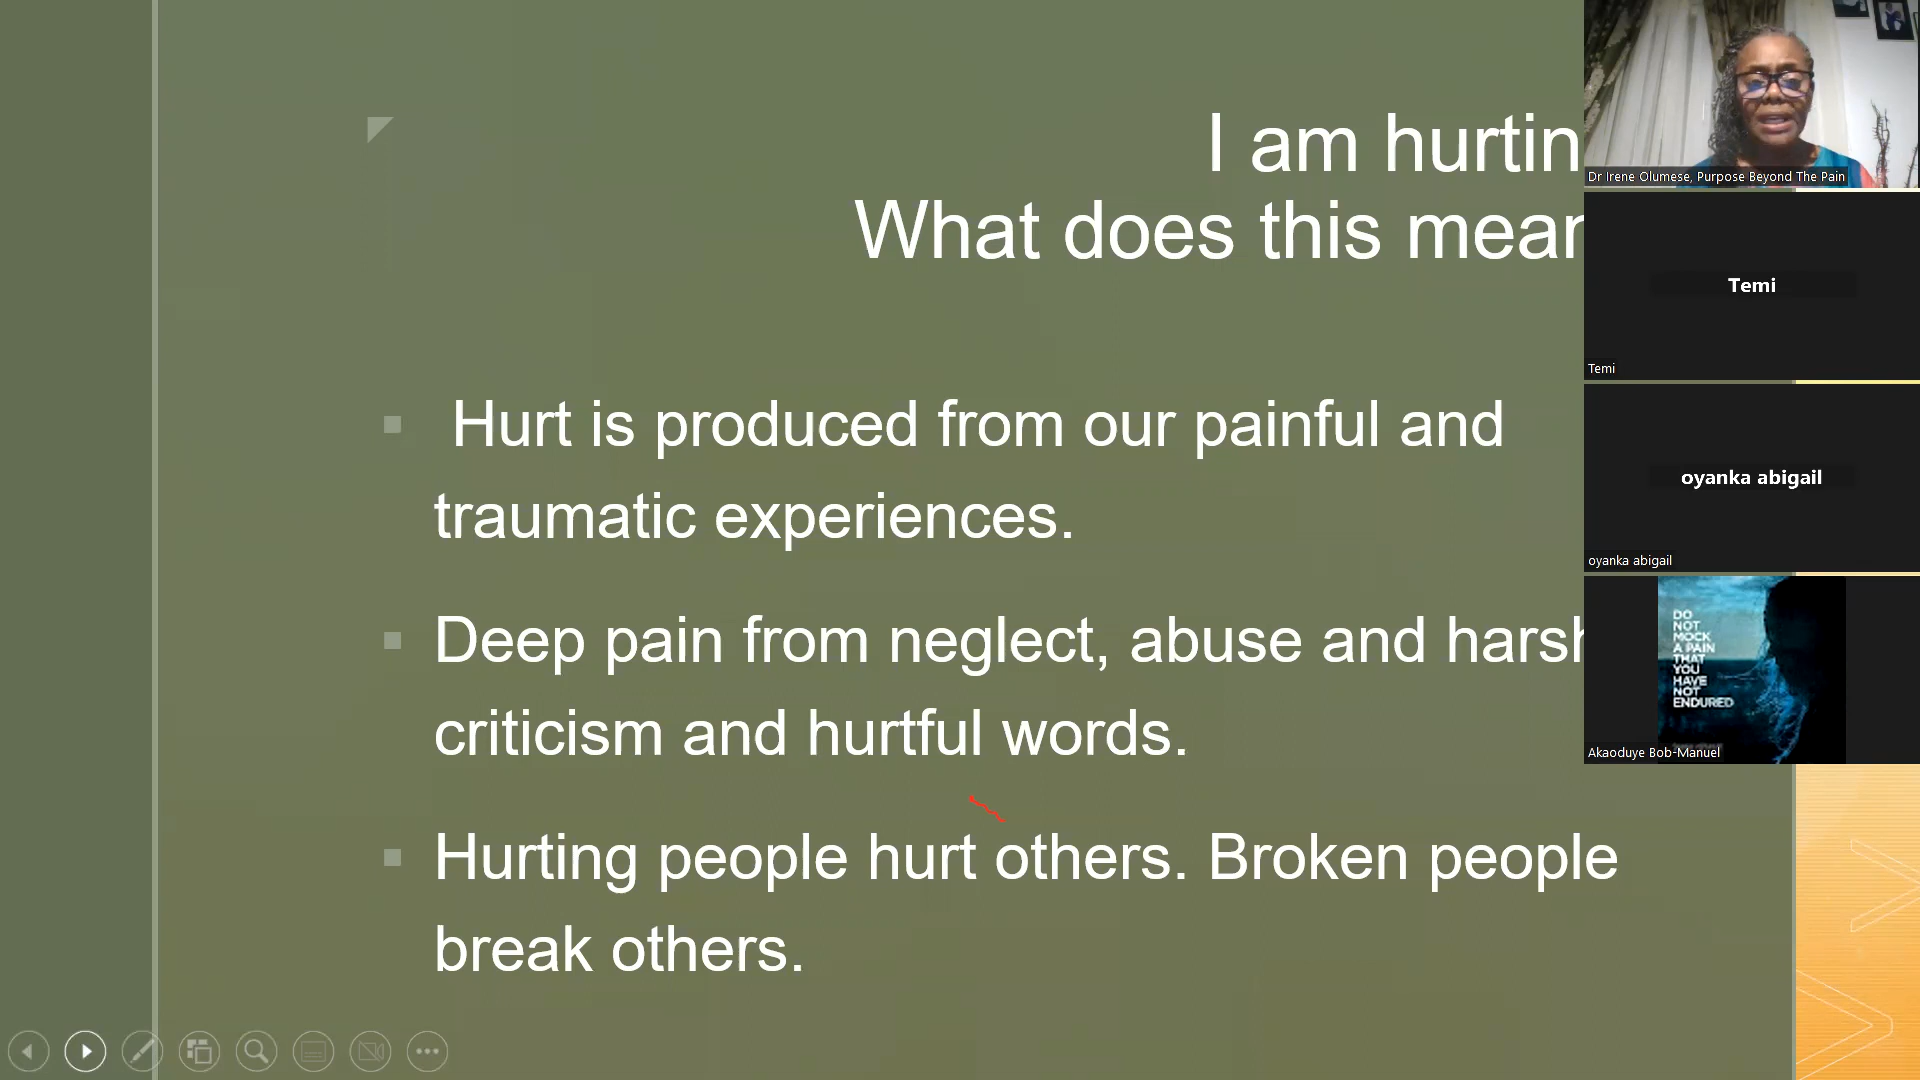 I am hurtin
What does this mean
Hurt is produced from our painful and
traumatic experiences.
Deep pain from neglect, abuse and harsh
criticism and hurtful words.
Hurting people hurt others. Broken people
break others.
Dr Irene Olumese, Purpose Beyond The Pain
Temi
Temi
oyanka abigail
oyanka abigail
DO
NOT
MOCK
A PAIN
THAT
YOU
HAVE
NOT
ENDURED
Akaoduye Bob-Manuel